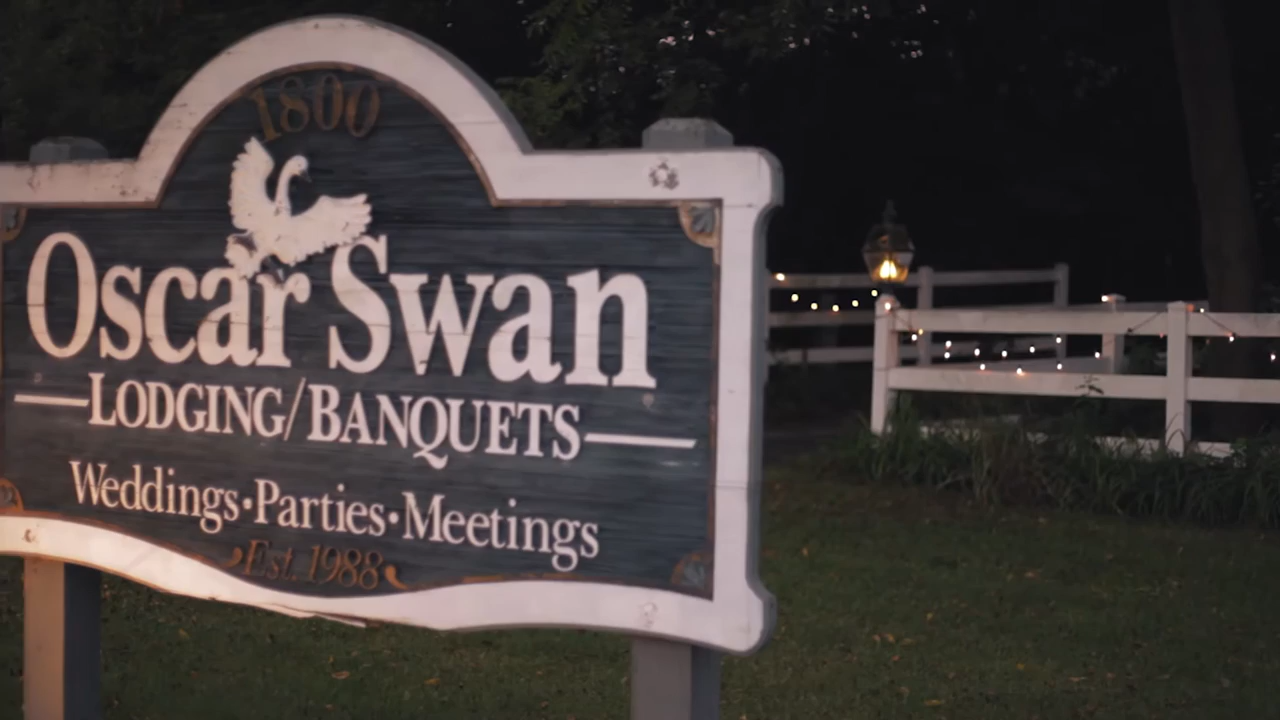 1800
Oscar Swan
LODGING/BANQUETS
Weddings·Parties·Meetings
Est. 1988